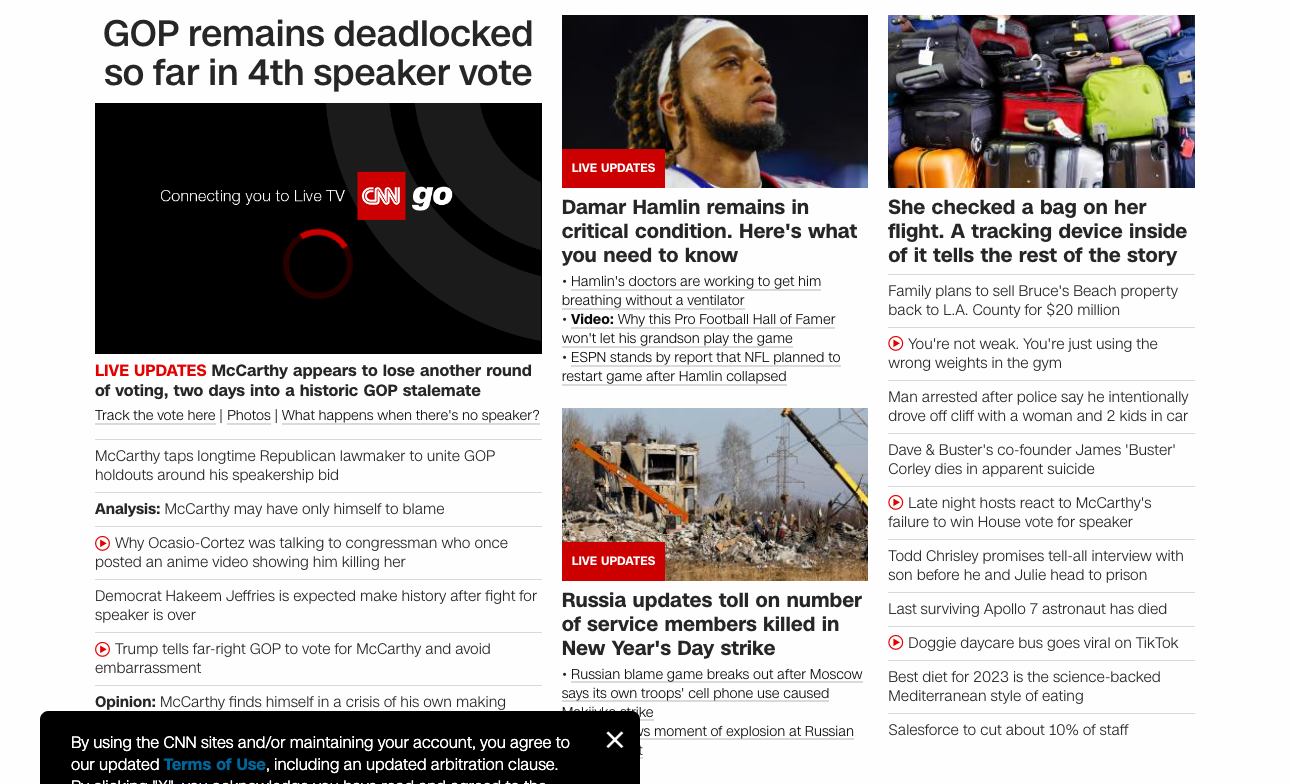 GOP remains deadlocked
so far in 4th speaker vote
Connecting you to Live TV CNN go
LIVE UPDATES McCarthy appears to lose another round
of voting, two days into a historic GOP stalemate
Track the vote here | Photos | What happens when there's no speaker?
McCarthy taps longtime Republican lawmaker to unite GOP
holdouts around his speakership bid
Analysis: McCarthy may have only himself to blame
Why Ocasio-Cortez was talking to congressman who once
posted an anime video showing him killing her
Democrat Hakeem Jeffries is expected make history after fight for
speaker is over
Trump tells far-right GOP to vote for McCarthy and avoid
embarrassment
Opinion: McCarthy finds himself in a crisis of his own making
LIVE UPDATES
Damar Hamlin remains in
critical condition. Here's what
you need to know
• Hamlin's doctors are working to get him
breathing without a ventilator
• Video: Why this Pro Football Hall of Famer
won't let his grandson play the game
• ESPN stands by report that NFL planned to
restart game after Hamlin collapsed
LIVE UPDATES
Russia updates toll on number
of service members killed in
New Year's Day strike
• Russian blame game breaks out after Moscow
says its own troops' cell phone use caused
Makiivka strike
moment of explosion at Russian
She checked a bag on her
flight. A tracking device inside
of it tells the rest of the story
Family plans to sell Bruce's Beach property
back to L.A. County for $20 million
You're not weak. You're just using the
wrong weights in the gym
Man arrested after police say he intentionally
drove off cliff with a woman and 2 kids in car
Dave & Buster's co-founder James 'Buster'
Corley dies in apparent suicide
Late night hosts react to McCarthy's
failure to win House vote for speaker
Todd Chrisley promises tell-all interview with
son before he and Julie head to prison
Last surviving Apollo 7 astronaut has died
Doggie daycare bus goes viral on TikTok
Best diet for 2023 is the science-backed
Mediterranean style of eating
Salesforce to cut about 10% of staff
By using the CNN sites and/or maintaining your account, you agree to
our updated Terms of Use, including an updated arbitration clause.
By clicking "X", you acknowledge you have read and agreed to the